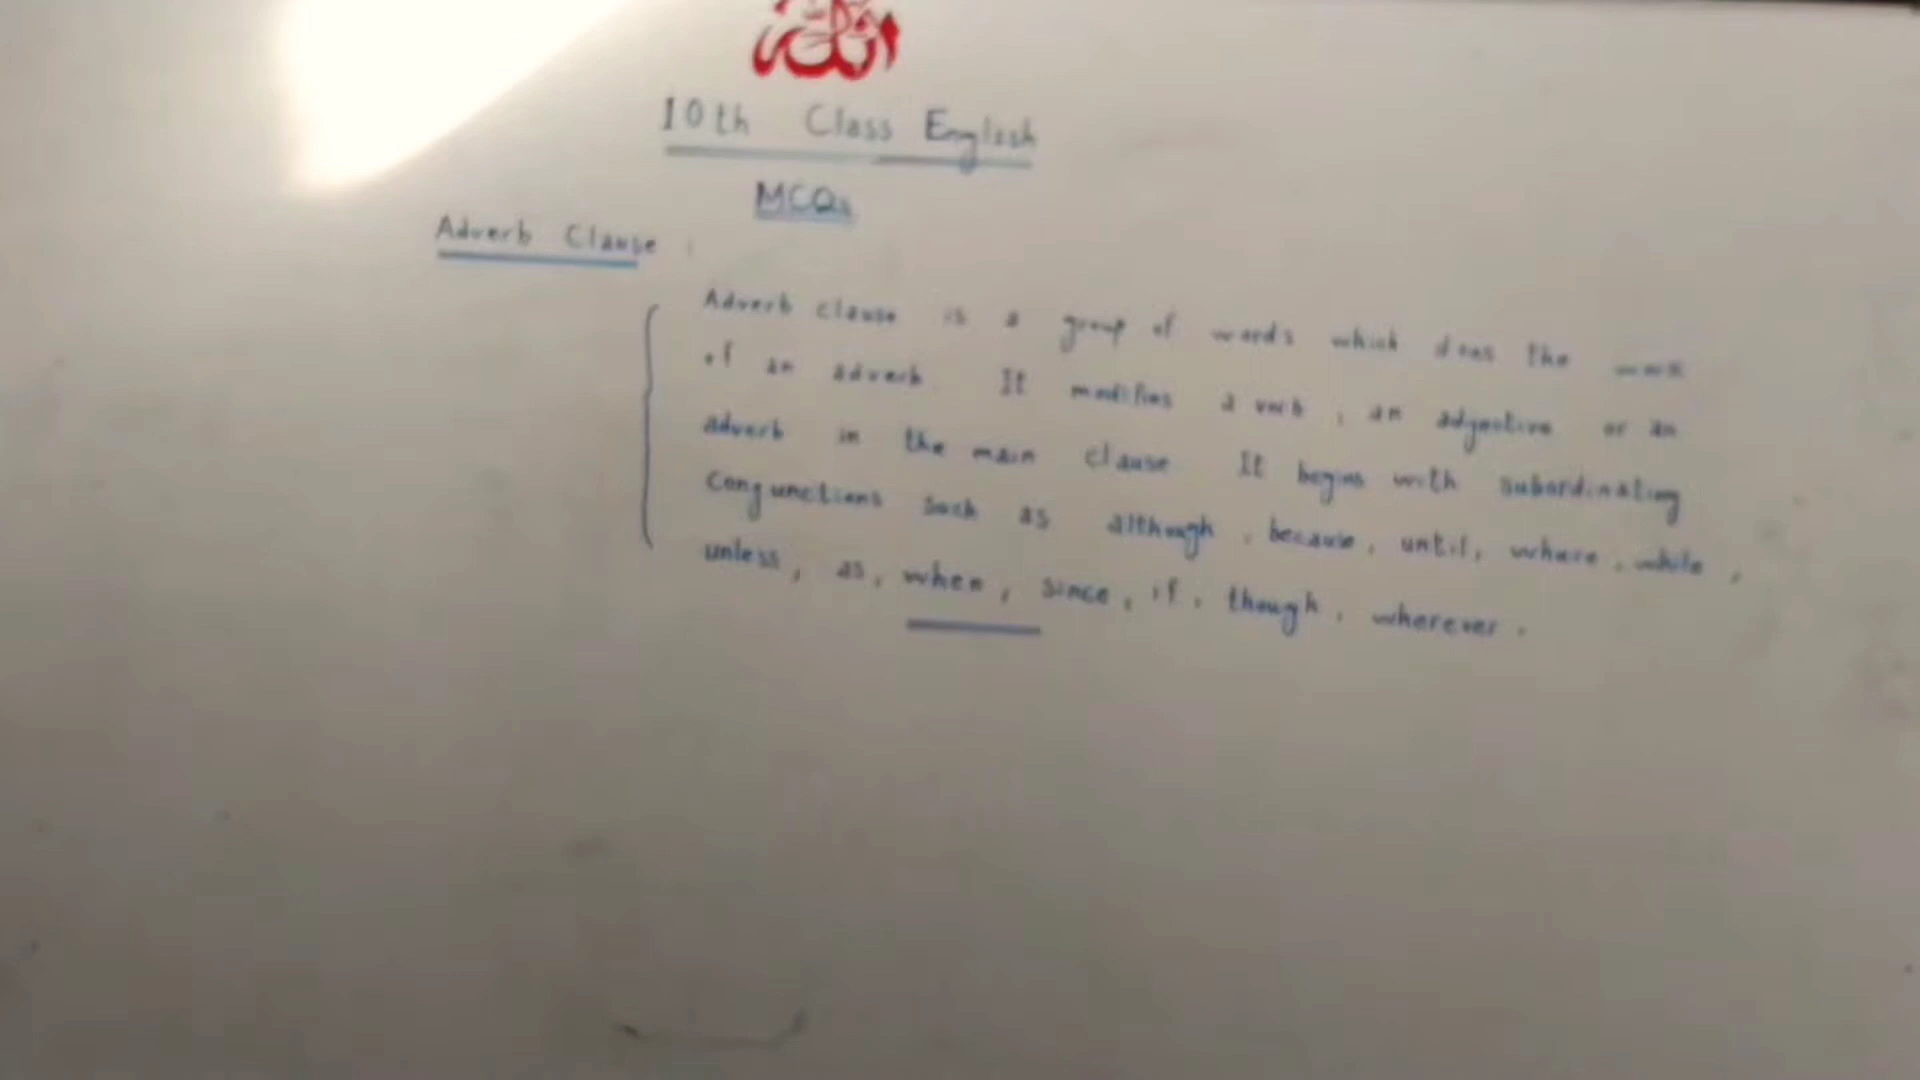 الله
10th Class English
MCQs
Adverb Clause :
Adverb clause is a group of words which does the work
of an adverb. It modifies a verb, an adjective or an
adverb in the main clause. It begins with subordinating
Conjunctions such as although, because, until, where, while,
unless, as, when, since, if, though, wherever.